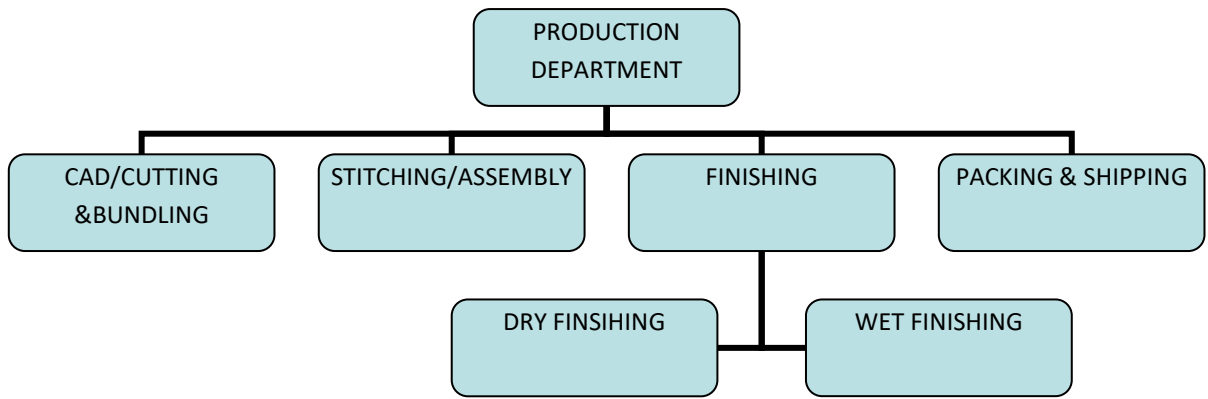 PRODUCTION
DEPARTMENT
CAD/CUTTING
&BUNDLING
STITCHING/ASSEMBLY
FINISHING
PACKING & SHIPPING
DRY FINSIHING
WET FINISHING